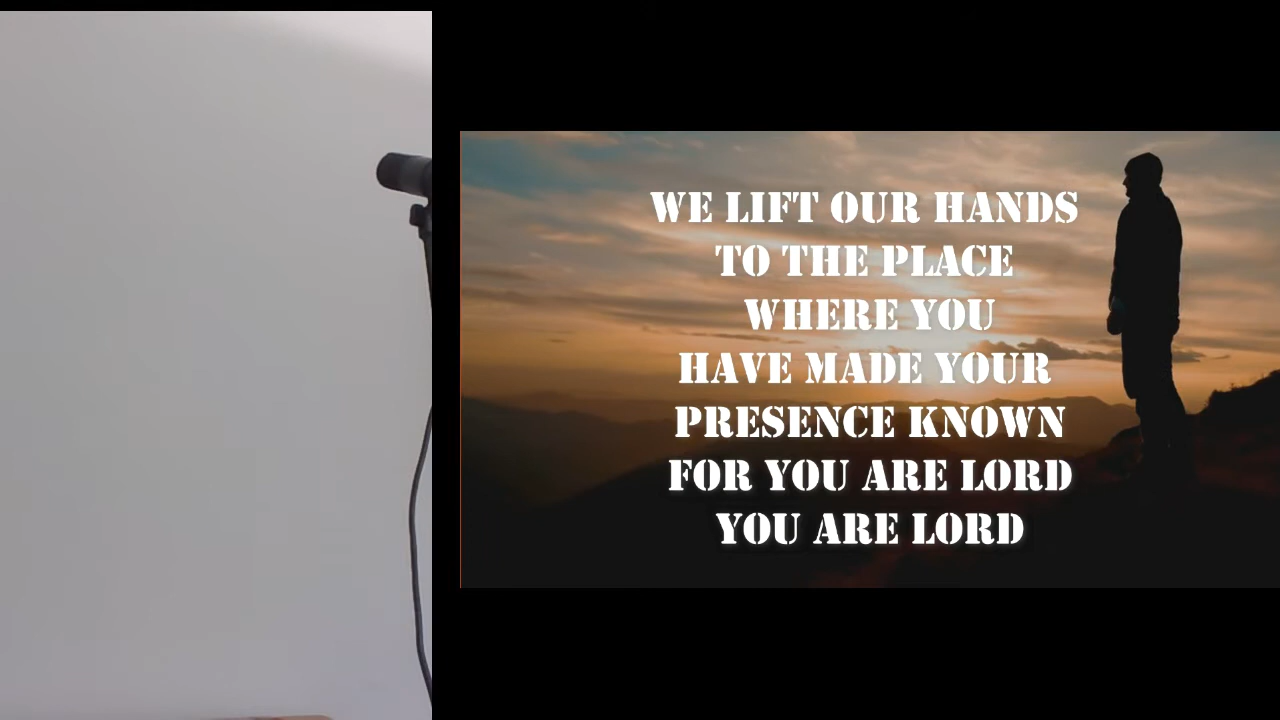 WE LIFT OUR HANDS
TO THE PLACE
WHERE YOU
HAVE MADE YOUR
PRESENCE KNOWN
FOR YOU ARE LORD
YOU ARE LORD